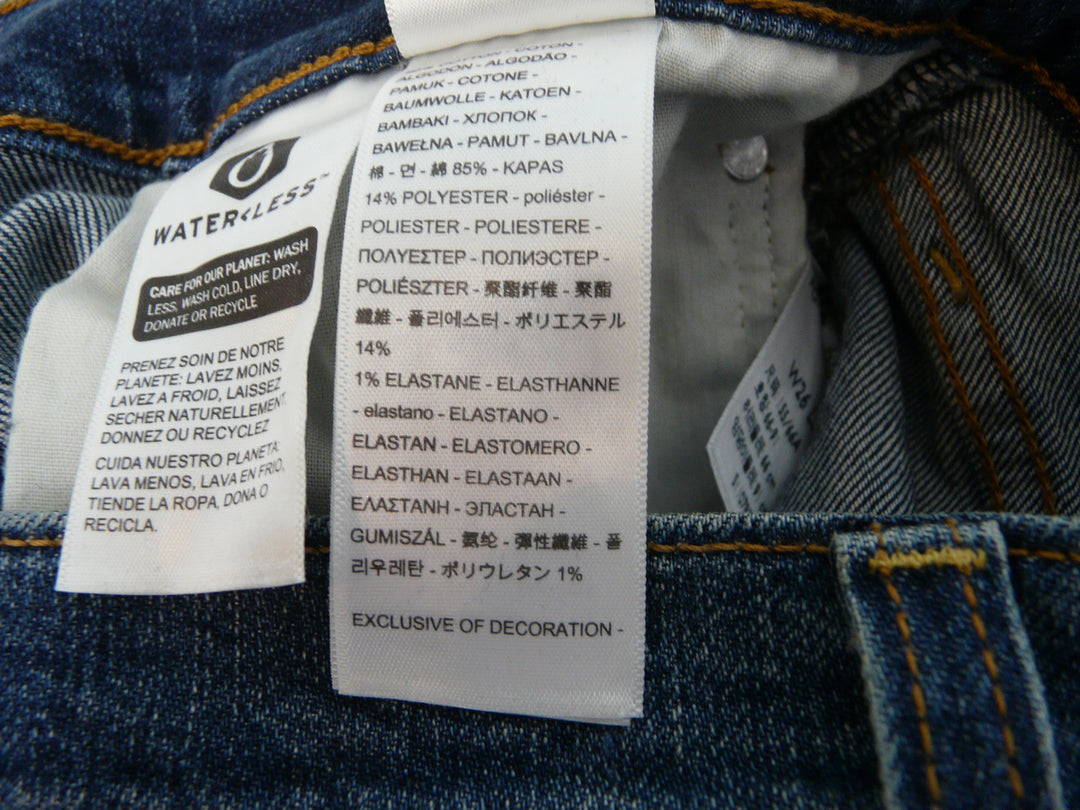 WATER<LESS™
CARE FOR OUR PLANET: WASH
LESS, WASH COLD, LINE DRY,
DONATE OR RECYCLE
PRENEZ SOIN DE NOTRE
PLANETE: LAVEZ MOINS,
LAVEZ A FROID, LAISSEZ
SECHER NATURELLEMENT
DONNEZ OU RECYCLEZ
CUIDA NUESTRO PLANETA:
LAVA MENOS, LAVA EN FRIO,
TIENDE LA ROPA, DONA O
RECICLA.
COTTON - COTON -
ALGODON - ALGODÃO -
PAMUK - COTONE -
BAUMWOLLE - KATOEN -
BAMBAKI - ХЛОПОК -
BAWEŁNA - PAMUT - BAVLNA -
棉 - 면 - 綿 85% - KAPAS
14% POLYESTER - poliéster -
POLIESTER - POLIESTERE -
ΠΟΛΥΕΣΤΕΡ - ПОЛИЭСТЕР -
POLIÉSZTER - 聚酯纤维 - 聚酯
纖維 - 폴리에스터 - ポリエステル
14%
1% ELASTANE - ELASTHANNE
- elastano - ELASTANO -
ELASTAN - ELASTOMERO -
ELASTHAN - ELASTAAN -
ΕΛΑΣΤΑΝΗ - ЭЛАСТАН -
GUMISZÁL - 氨纶 - 彈性纖維 - 폴
리우레탄 - ポリウレタン 1%
EXCLUSIVE OF DECORATION -
W26